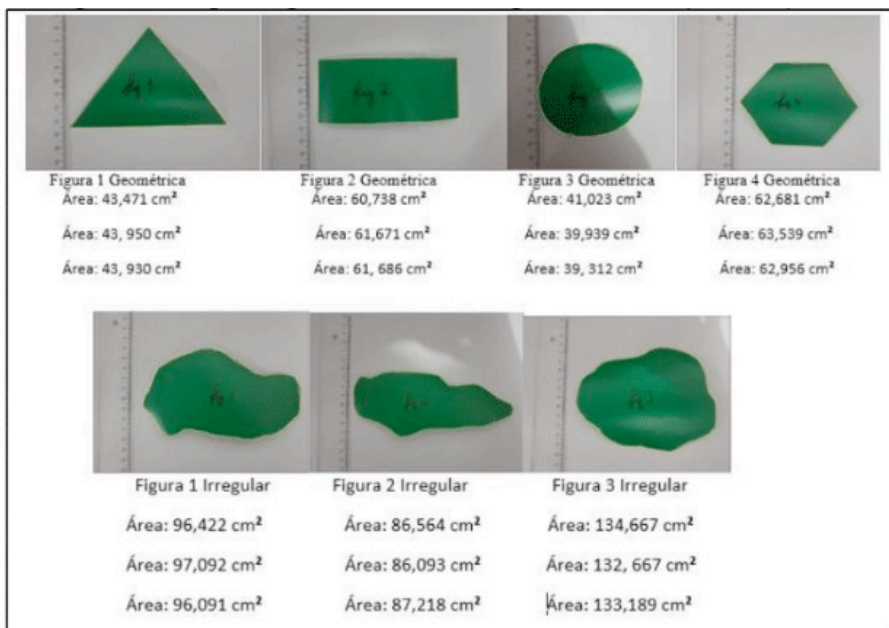 Figura 1 Geométrica
Figura 2 Geométrica
Figura 3 Geométrica
Figura 4 Geométrica
Área: 43,471 cm²
Área: 60,738 cm²
Área: 41,023 cm²
Área: 62,681 cm²
Área: 43, 950 cm²
Área: 61,671 cm²
Área: 39,939 cm²
Área: 63,539 cm²
Área: 43, 930 cm²
Área: 61, 686 cm²
Área: 39, 312 cm²
Área: 62,956 cm²
Figura 1 Irregular
Figura 2 Irregular
Figura 3 Irregular
Área: 96,422 cm²
Área: 86,564 cm²
Área: 134,667 cm²
Área: 97,092 cm²
Área: 86,093 cm²
Área: 132, 667 cm²
Área: 96,091 cm²
Área: 87,218 cm²
Área: 133,189 cm²